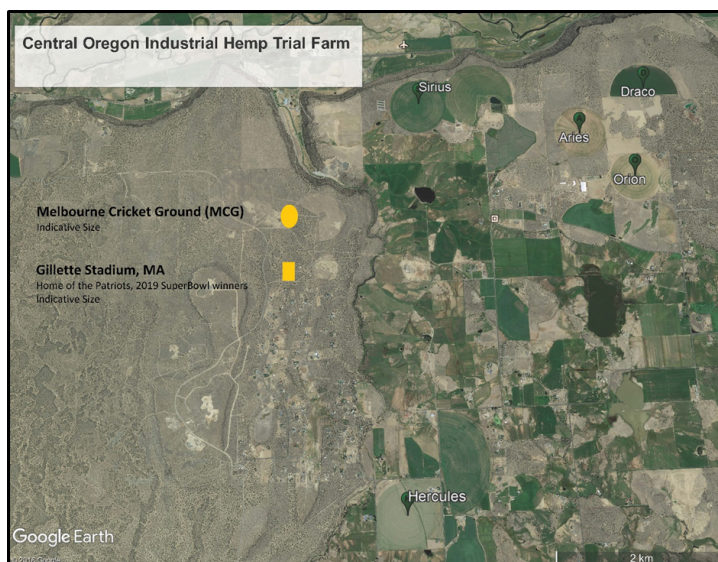 Central Oregon Industrial Hemp Trial Farm
Sirius
Draco
Aries
Orion
Melbourne Cricket Ground (MCG)
Indicative Size
Gillette Stadium, MA
Home of the Patriots, 2019 SuperBowl winners
Indicative Size
Hercules
Google Earth
2 km